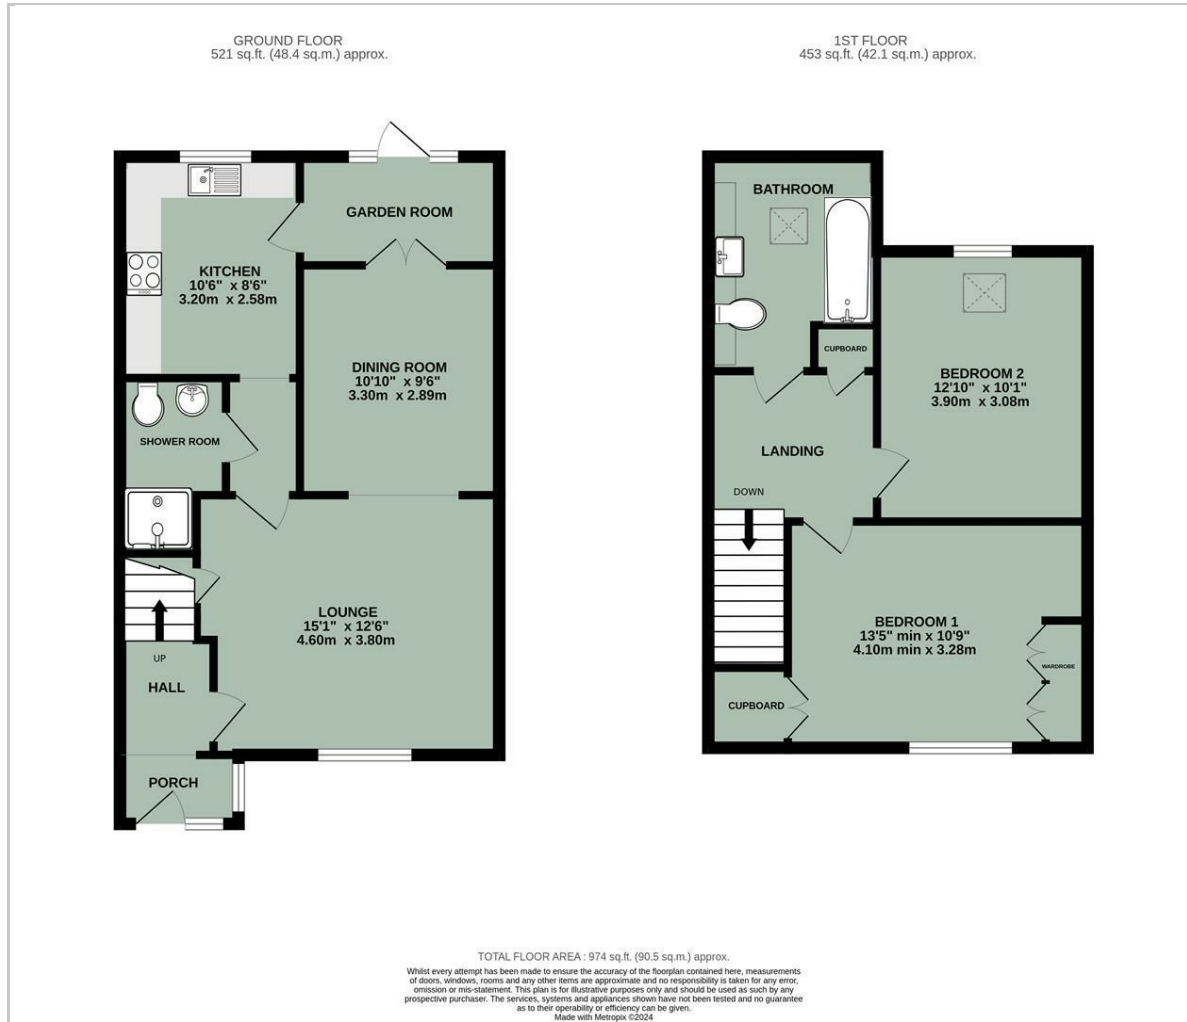 GROUND FLOOR
521 sq.ft. (48.4 sq.m.) approx.
1ST FLOOR
453 sq.ft. (42.1 sq.m.) approx.
GARDEN ROOM
KITCHEN
10'6" x 8'6"
3.20m x 2.58m
DINING ROOM
10'10" x 9'6"
3.30m x 2.89m
SHOWER ROOM
LOUNGE
15'1" x 12'6"
4.60m x 3.80m
UP
HALL
PORCH
BATHROOM
CUPBOARD
BEDROOM 2
12'10" x 10'1"
3.90m x 3.08m
LANDING
DOWN
BEDROOM 1
13'5" min x 10'9"
4.10m min x 3.28m
WARDROBE
CUPBOARD
TOTAL FLOOR AREA : 974 sq.ft. (90.5 sq.m.) approx.
Whilst every attempt has been made to ensure the accuracy of the floorplan contained here, measurements
of doors, windows, rooms and any other items are approximate and no responsibility is taken for any error,
omission or mis-statement. This plan is for illustrative purposes only and should be used as such by any
prospective purchaser. The services, systems and appliances shown have not been tested and no guarantee
as to their operability or efficiency can be given.
Made with Metropix ©2024